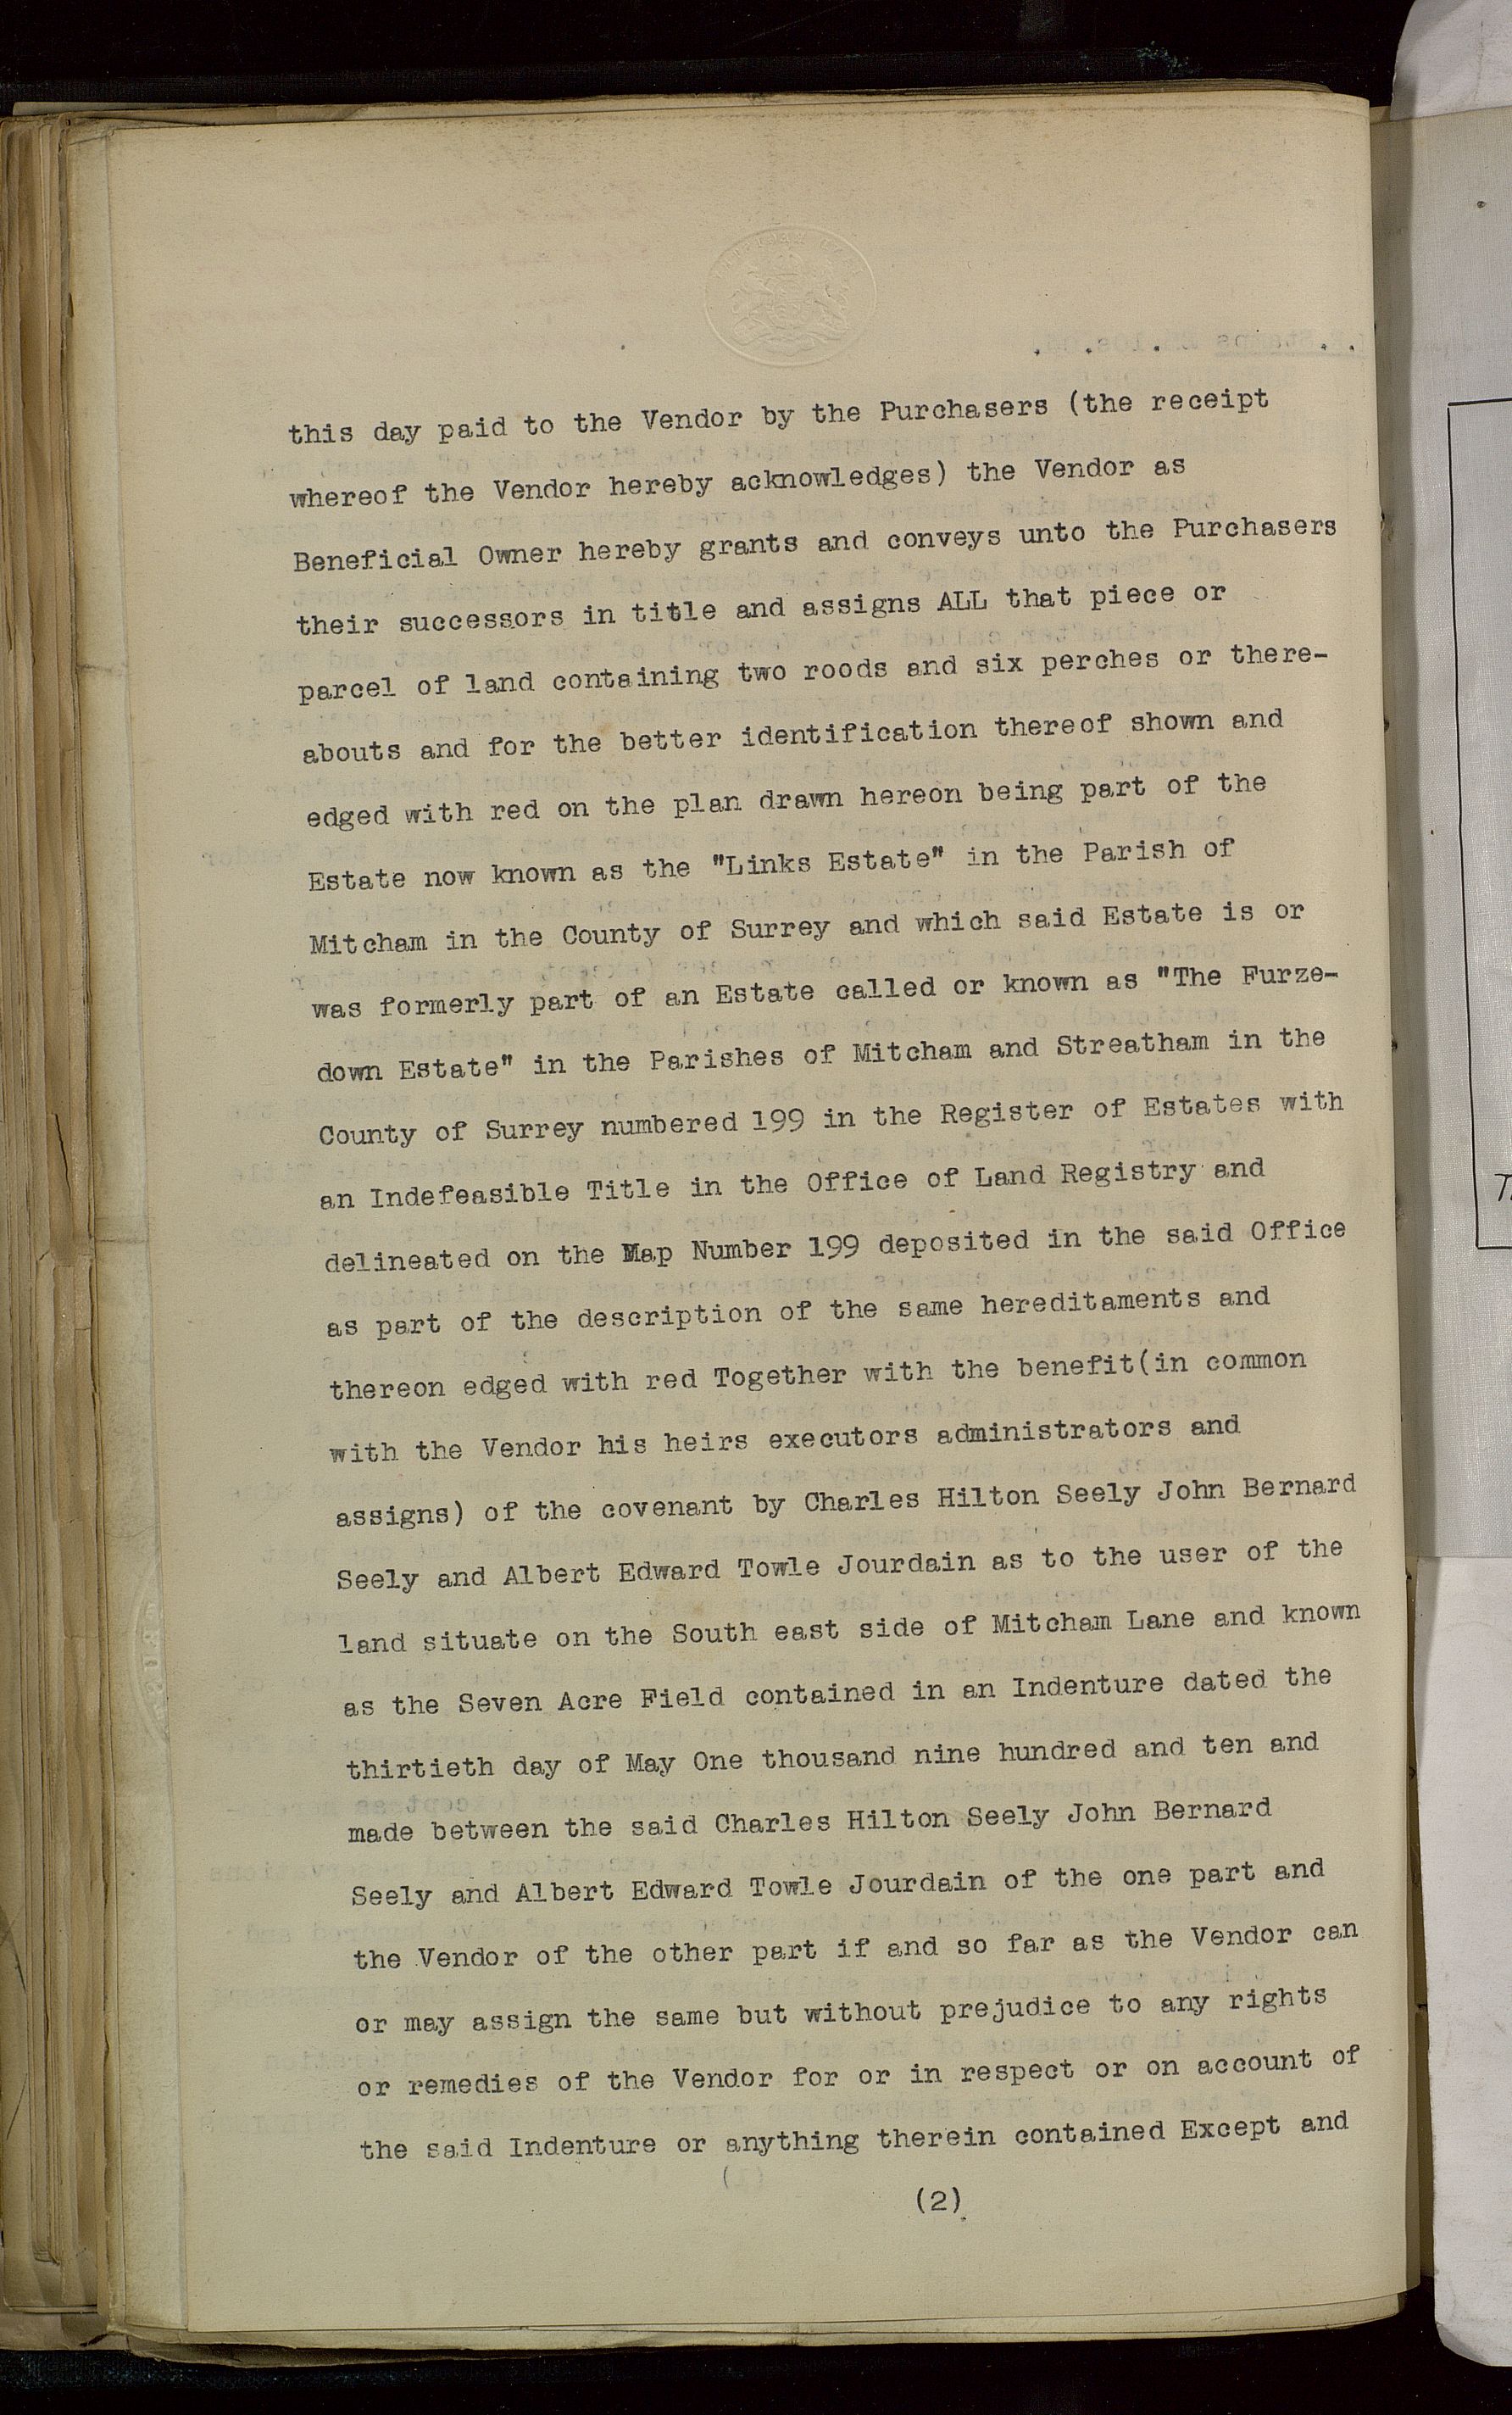 this day paid to the Vendor by the Purchasers (the receipt
whereof the Vendor hereby acknowledges) the Vendor as
Beneficial Owner hereby grants and conveys unto the Purchasers
their successors in title and assigns ALL that piece or
parcel of land containing two roods and six perches or there-
abouts and for the better identification thereof shown and
edged with red on the plan drawn hereon being part of the
Estate now known as the "Links Estate" in the Parish of
Mitcham in the County of Surrey and which said Estate is or
was formerly part of an Estate called or known as "The Furze-
down Estate" in the Parishes of Mitcham and Streatham in the
County of Surrey numbered 199 in the Register of Estates with
an Indefeasible Title in the Office of Land Registry and
delineated on the Map Number 199 deposited in the said Office
as part of the description of the same hereditaments and
thereon edged with red Together with the benefit(in common
with the Vendor his heirs executors administrators and
assigns) of the covenant by Charles Hilton Seely John Bernard
Seely and Albert Edward Towle Jourdain as to the user of the
land situate on the South east side of Mitcham Lane and known
as the Seven Acre Field contained in an Indenture dated the
thirtieth day of May One thousand nine hundred and ten and
made between the said Charles Hilton Seely John Bernard
Seely and Albert Edward Towle Jourdain of the one part and
the Vendor of the other part if and so far as the Vendor can
or may assign the same but without prejudice to any rights
or remedies of the Vendor for or in respect or on account of
the said Indenture or anything therein contained Except and
(2)